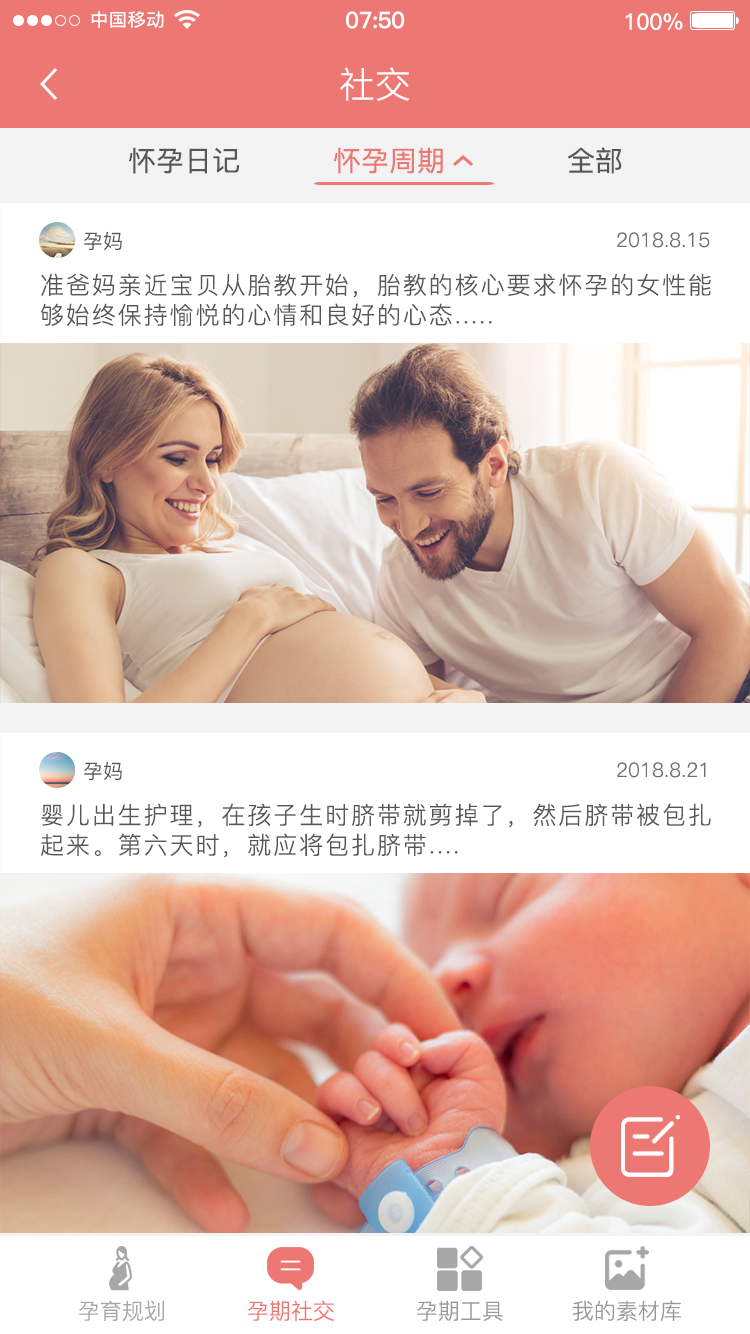 中国移动 07:50 100%
社交
怀孕日记 怀孕周期 全部
孕妈 2018.8.15
准爸妈亲近宝贝从胎教开始，胎教的核心要求怀孕的女性能
够始终保持愉悦的心情和良好的心态.....
孕妈 2018.8.21
婴儿出生护理，在孩子生时脐带就剪掉了，然后脐带被包扎
起来。第六天时，就应将包扎脐带....
孕育规划 孕期社交 孕期工具 我的素材库